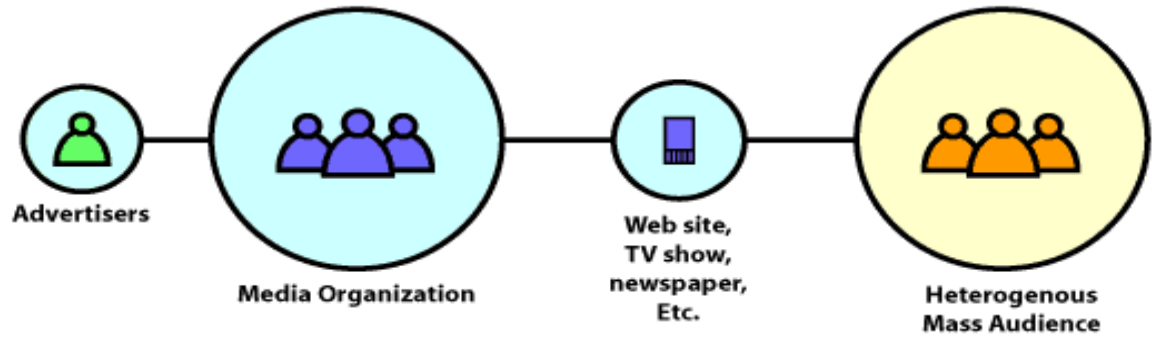 Advertisers
Media Organization
Web site,
TV show,
newspaper,
Etc.
Heterogenous
Mass Audience